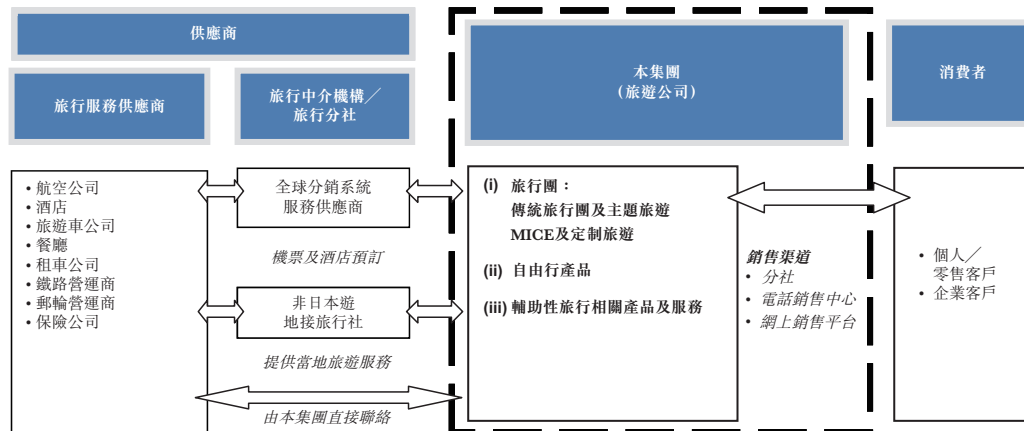 供應商
旅行服務供應商
旅行中介機構／
旅行分社
本集團
(旅遊公司)
消費者
• 航空公司
• 酒店
• 旅遊車公司
• 餐廳
• 租車公司
• 鐵路營運商
• 郵輪營運商
• 保險公司
全球分銷系統
服務供應商
機票及酒店預訂
非日本遊
地接旅行社
提供當地旅遊服務
由本集團直接聯絡
(i) 旅行團：
傳統旅行團及主題旅遊
MICE及定制旅遊
(ii) 自由行產品
(iii) 輔助性旅行相關產品及服務
銷售渠道
• 分社
• 電話銷售中心
• 網上銷售平台
• 個人／
零售客戶
• 企業客戶